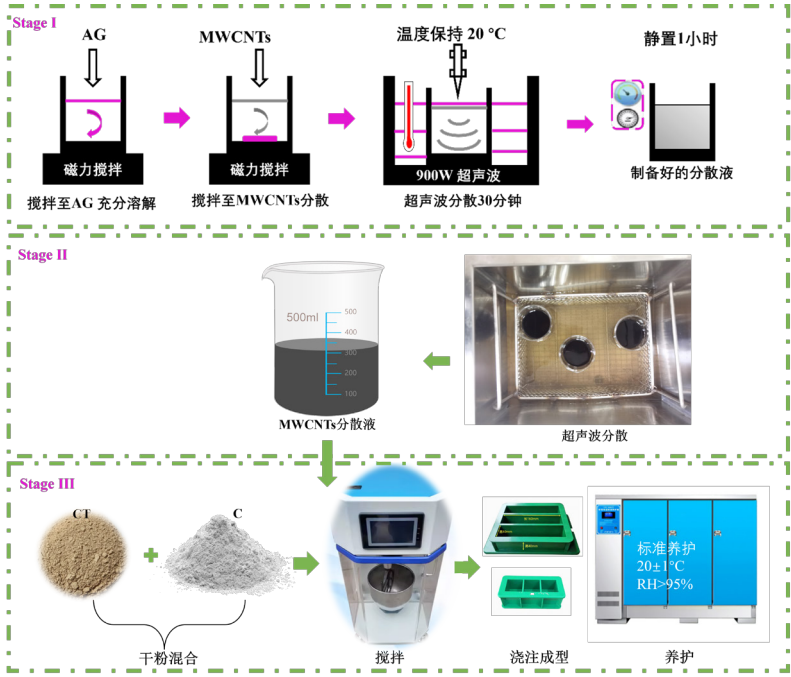 Stage I
AG
MWCNTs
温度保持 20 °C
静置1小时
磁力搅拌
磁力搅拌
900W 超声波
制备好的分散液
搅拌至AG 充分溶解
搅拌至MWCNTs分散
超声波分散30分钟
Stage II
500ml
500
400
300
200
100
MWCNTs分散液
超声波分散
Stage III
CT
C
标准养护
20±1°C
RH>95%
干粉混合
搅拌
浇注成型
养护